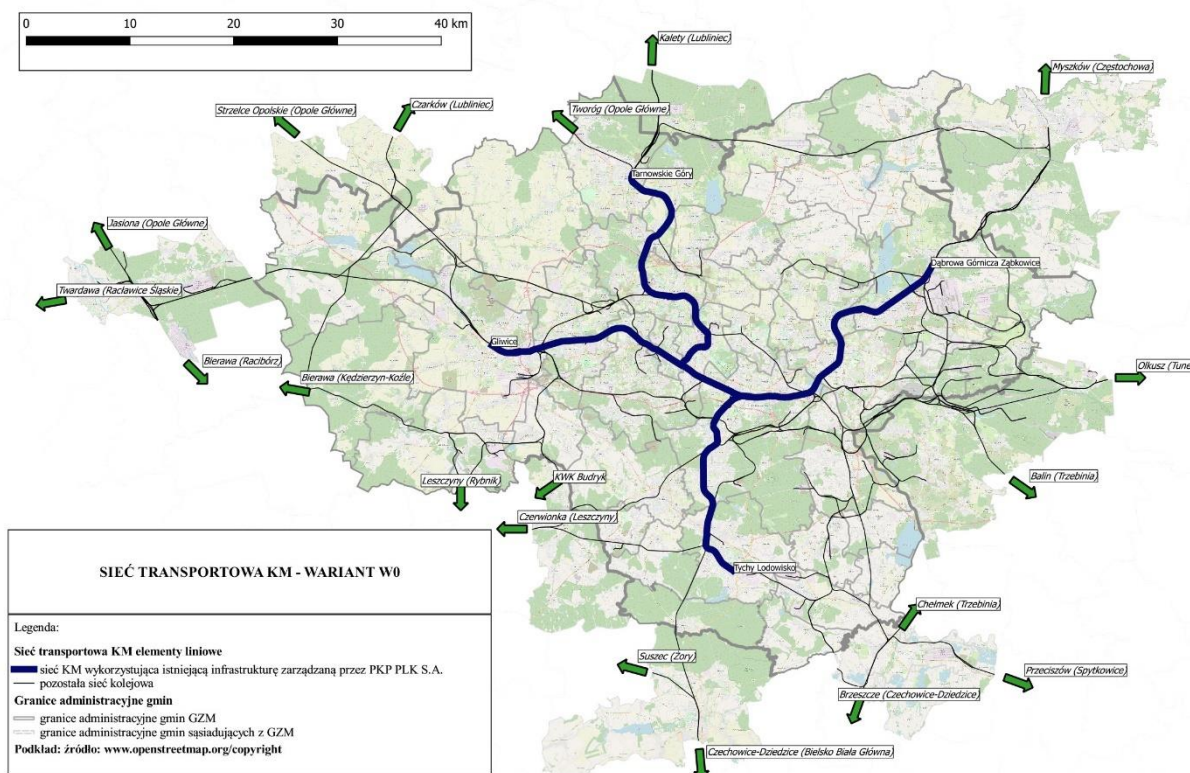 0 10 20 30 40 km
Kalety (Lubliniec)
Myszków (Częstochowa)
Strzelce Opolskie (Opole Główne)
Czarków (Lubliniec)
Tworóg (Opole Główne)
Tarnowskie Góry
Jasiona (Opole Główne)
Dąbrowa Górnicza Ząbkowice
Twardawa (Racławice Śląskie)
Gliwice
Bierawa (Racibórz)
Bierawa (Kędzierzyn-Koźle)
Olkusz (Tune
Leszczyny (Rybnik)
KWK Budryk
Balin (Trzebinia)
Czerwionka (Leszczyny)
Tychy Lodowisko
Chełmek (Trzebinia)
Suszec (Żory)
Przeciszów (Spytkowice)
Brzeszcze (Czechowice-Dziedzice)
Czechowice-Dziedzice (Bielsko Biała Główna)
SIEĆ TRANSPORTOWA KM - WARIANT W0
Legenda:
Sieć transportowa KM elementy liniowe
sieć KM wykorzystująca istniejącą infrastrukturę zarządzaną przez PKP PLK S.A.
pozostała sieć kolejowa
Granice administracyjne gmin
granice administracyjne gmin GZM
granice administracyjne gmin sąsiadujących z GZM
Podkład: źródło: www.openstreetmap.org/copyright